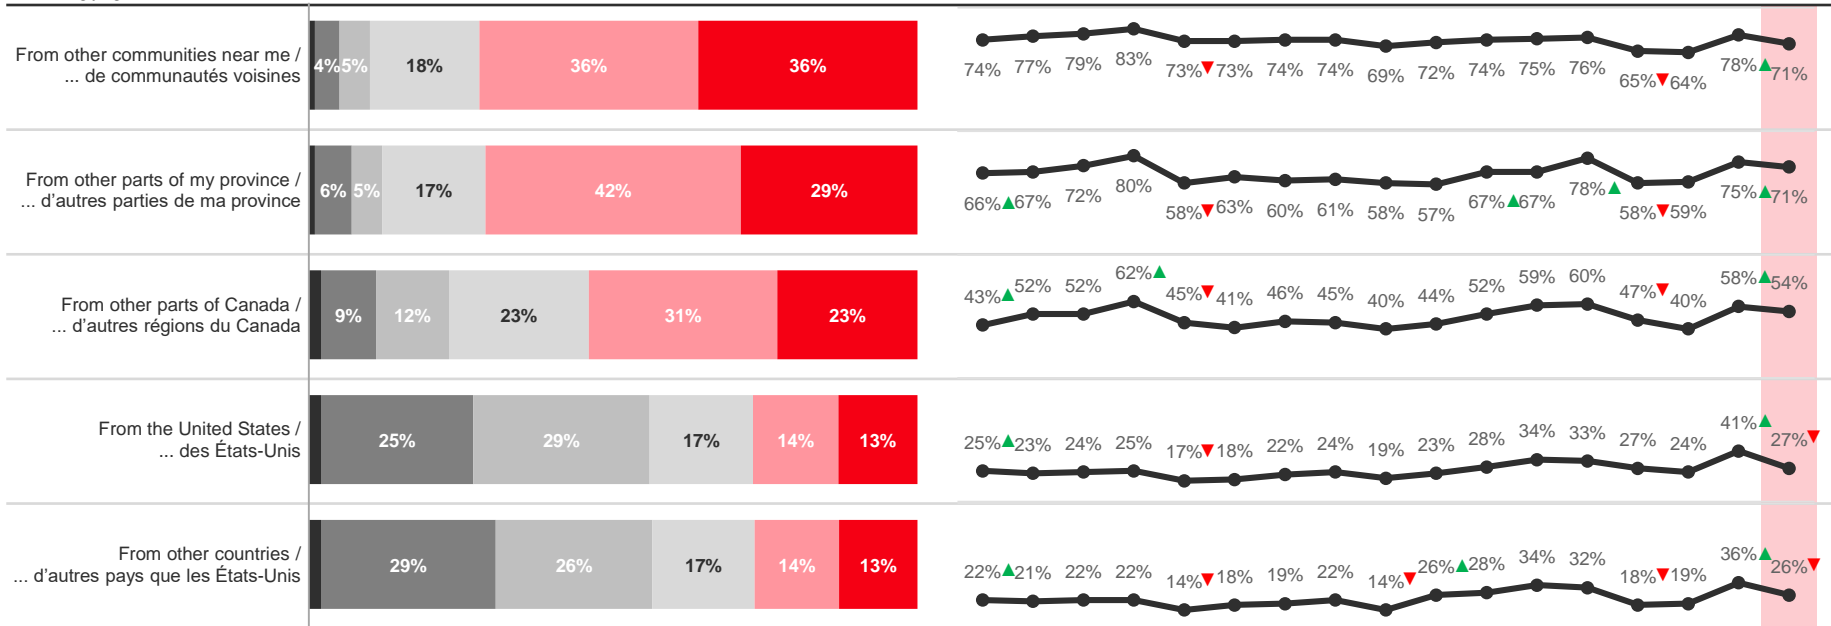 From other communities near me /
... de communautés voisines
4% 5% 18% 36% 36%
74% 77% 79% 83% 73%▼ 73% 74% 74% 69% 72% 74% 75% 76% 65%▼ 64% 78%▲ 71%
From other parts of my province /
... d'autres parties de ma province
6% 5% 17% 42% 29%
66%▲ 67% 72% 80% 58%▼ 63% 60% 61% 58% 57% 67%▲ 67% 78%▲ 58%▼ 59% 75%▲ 71%
From other parts of Canada /
... d'autres régions du Canada
9% 12% 23% 31% 23%
43%▲ 52% 52% 62%▲ 45%▼ 41% 46% 45% 40% 44% 52% 59% 60% 47%▼ 40% 58%▲ 54%
From the United States /
... des États-Unis
25% 29% 17% 14% 13%
25%▲ 23% 24% 25% 17%▼ 18% 22% 24% 19% 23% 28% 34% 33% 27% 24% 41%▲ 27%▼
From other countries /
... d'autres pays que les États-Unis
29% 26% 17% 14% 13%
22%▲ 21% 22% 22% 14%▼ 18% 19% 22% 14%▼ 26%▲ 28% 34% 32% 18%▼ 19% 36%▲ 26%▼